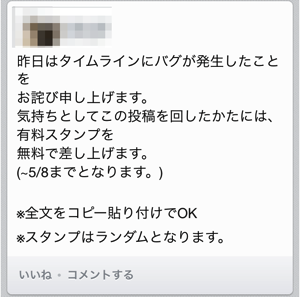 昨日はタイムラインにバグが発生したこと
を
お詫び申し上げます。
気持ちとしてこの投稿を回したかたには、
有料スタンプを
無料で差し上げます。
(~5/8までとなります。)
※全文をコピー貼り付けでOK
※スタンプはランダムとなります。
いいね・コメントする